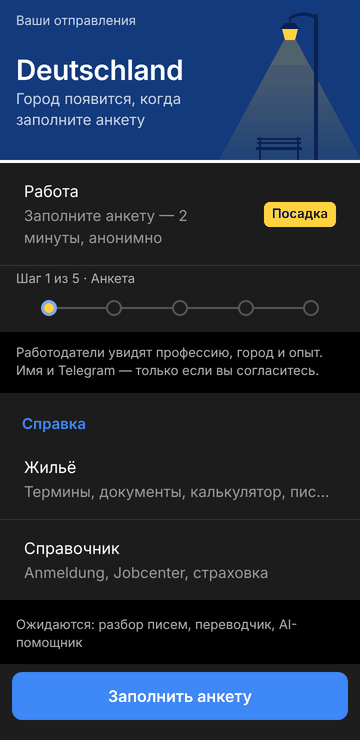 Ваши отправления
Deutschland
Город появится, когда
заполните анкету
Работа
Заполните анкету — 2
минуты, анонимно
Посадка
Шаг 1 из 5 · Анкета
Работодатели увидят профессию, город и опыт.
Имя и Telegram — только если вы согласитесь.
Справка
Жильё
Термины, документы, калькулятор, пис...
Справочник
Anmeldung, Jobcenter, страховка
Ожидаются: разбор писем, переводчик, AI-
помощник
Заполнить анкету